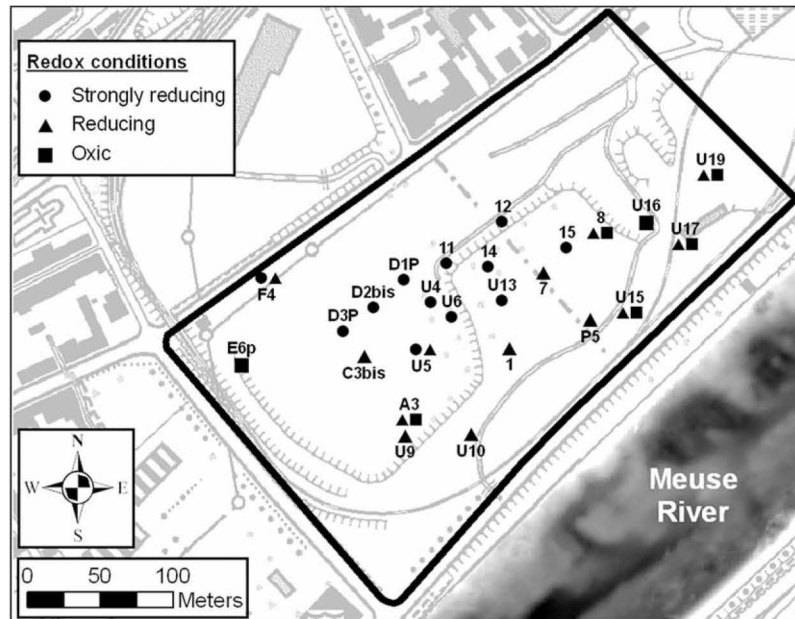 Redox conditions
Strongly reducing
Reducing
Oxic
U19
12
8
U16
U17
15
11
14
D1P
F4
D2bis
U4
U6
U13
7
D3P
U15
P5
E6p
C3bis
U5
1
A3
U9
U10
N
W E
S
Meuse
River
0 50 100
Meters